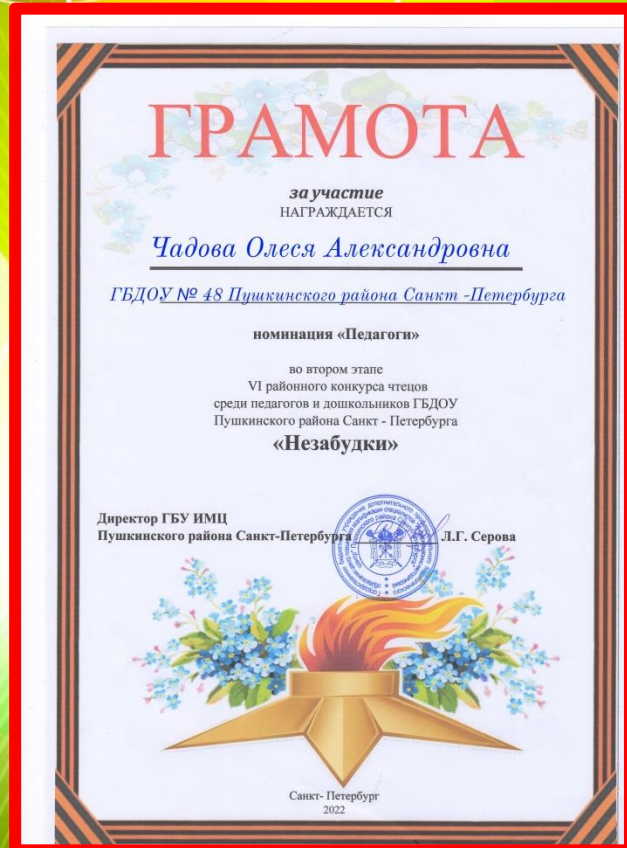 ГРАМОТА
за участие
НАГРАЖДАЕТСЯ
Чадова Олеся Александровна
ГБДОУ № 48 Пушкинского района Санкт -Петербурга
номинация «Педагоги»
во втором этапе
VI районного конкурса чтецов
среди педагогов и дошкольников ГБДОУ
Пушкинского района Санкт - Петербурга
«Незабудки»
Директор ГБУ ИМЦ
Пушкинского района Санкт-Петербурга Л.Г. Серова
Санкт- Петербург
2022